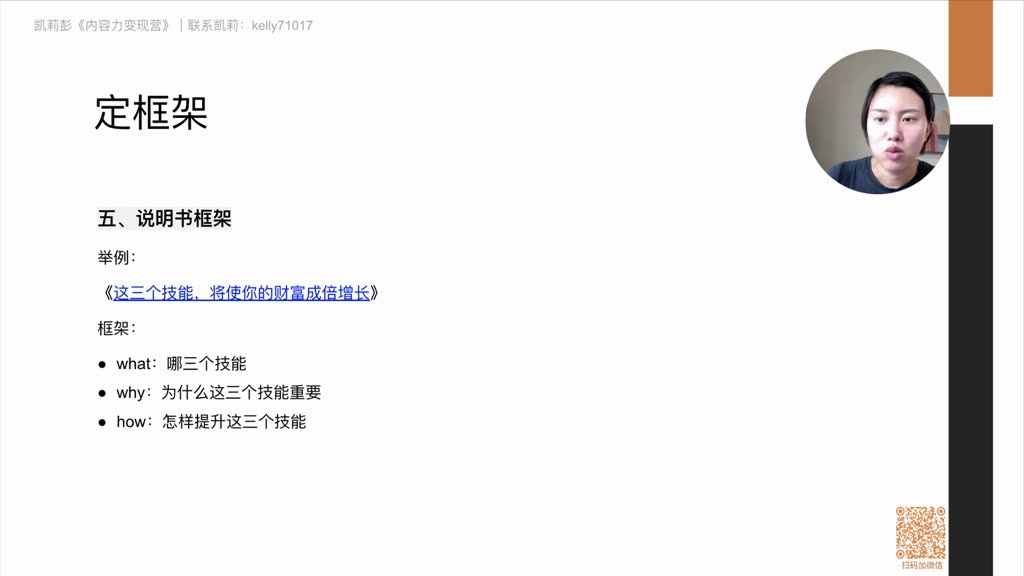 凯莉彭《内容力变现营》｜联系凯莉：kelly71017
定框架
五、说明书框架
举例：
《这三个技能，将使你的财富成倍增长》
框架：
● what：哪三个技能
● why：为什么这三个技能重要
● how：怎样提升这三个技能
扫码加微信